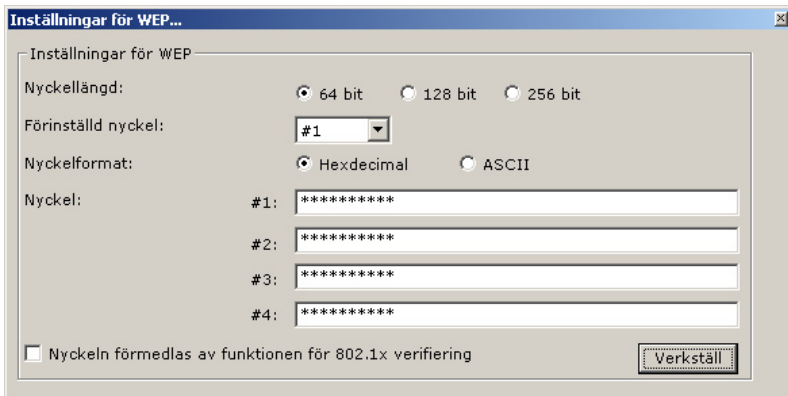 Inställningar för WEP...
Inställningar för WEP
Nyckellängd: 64 bit 128 bit 256 bit
Förinställd nyckel: #1
Nyckelformat: Hexdecimal ASCII
Nyckel: #1: **********
#2: **********
#3: **********
#4: **********
Nyckeln förmedlas av funktionen för 802.1x verifiering Verkställ